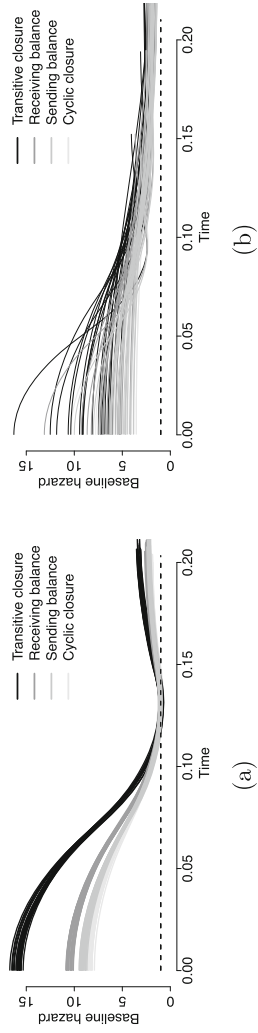 Transitive closure
Receiving balance
Sending balance
Cyclic closure
15
10
5
0
Baseline hazard
0.00
0.05
0.10
0.15
0.20
Time
(a)
Transitive closure
Receiving balance
Sending balance
Cyclic closure
15
10
5
0
Baseline hazard
0.00
0.05
0.10
0.15
0.20
Time
(b)